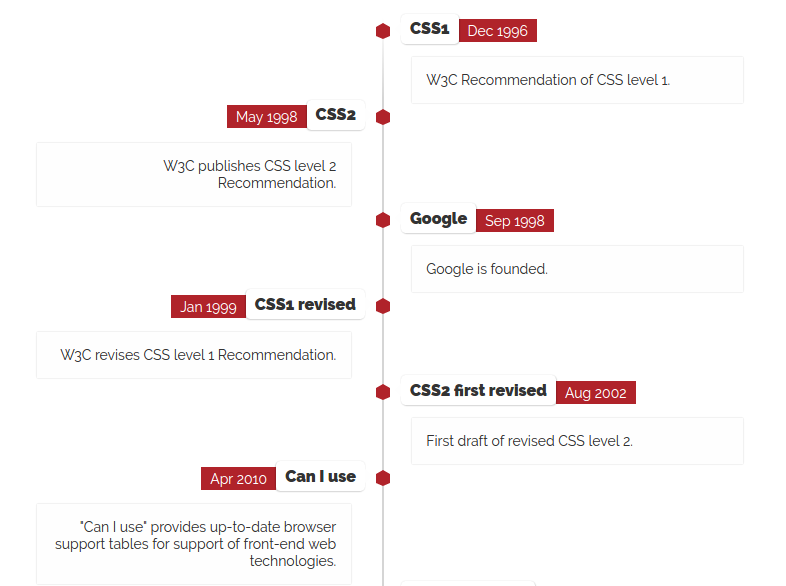 CSS1 Dec 1996
W3C Recommendation of CSS level 1.
May 1998 CSS2
W3C publishes CSS level 2
Recommendation.
Google Sep 1998
Google is founded.
Jan 1999 CSS1 revised
W3C revises CSS level 1 Recommendation.
CSS2 first revised Aug 2002
First draft of revised CSS level 2.
Apr 2010 Can I use
"Can I use" provides up-to-date browser
support tables for support of front-end web
technologies.